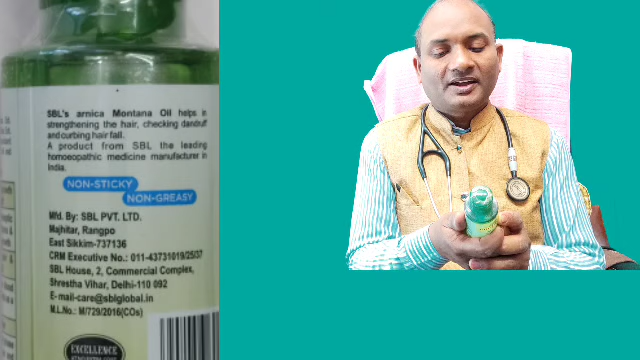 SBL's arnica Montana Oil helps in
strengthening the hair, checking dandruff
and curbing hair fall.
A product from SBL the leading
homoeopathic medicine manufacturer in
India.
NON-STICKY
NON-GREASY
Mfd. By: SBL PVT. LTD.
Majhitar, Rangpo
East Sikkim-737136
CRM Executive No.: 011-43731019/2537
SBL House, 2, Commercial Complex,
Shrestha Vihar, Delhi-110 092
E-mail-care@sblglobal.in
M.L.No.: M/729/2016(COs)
EXCELLENCE